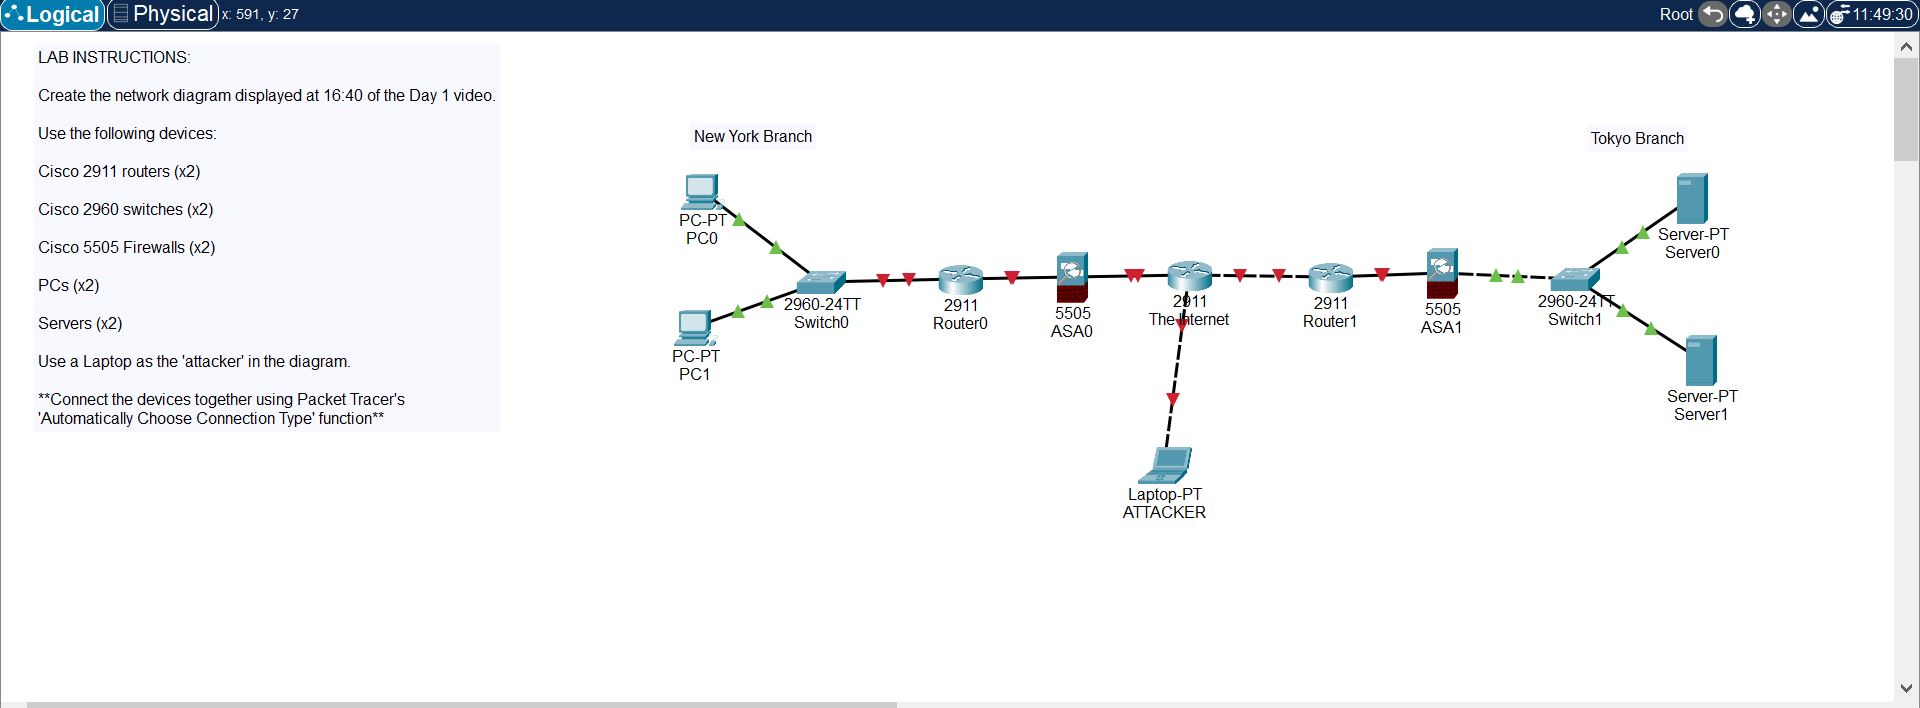 Logical Physical x: 591, y: 27 Root 11:49:30
LAB INSTRUCTIONS:
Create the network diagram displayed at 16:40 of the Day 1 video.
Use the following devices:
Cisco 2911 routers (x2)
Cisco 2960 switches (x2)
Cisco 5505 Firewalls (x2)
PCs (x2)
Servers (x2)
Use a Laptop as the 'attacker' in the diagram.
**Connect the devices together using Packet Tracer's
'Automatically Choose Connection Type' function**
New York Branch
Tokyo Branch
PC-PT
PC0
PC-PT
PC1
2960-24TT
Switch0
2911
Router0
5505
ASA0
2911
The Internet
2911
Router1
5505
ASA1
2960-24TT
Switch1
Server-PT
Server0
Server-PT
Server1
Laptop-PT
ATTACKER